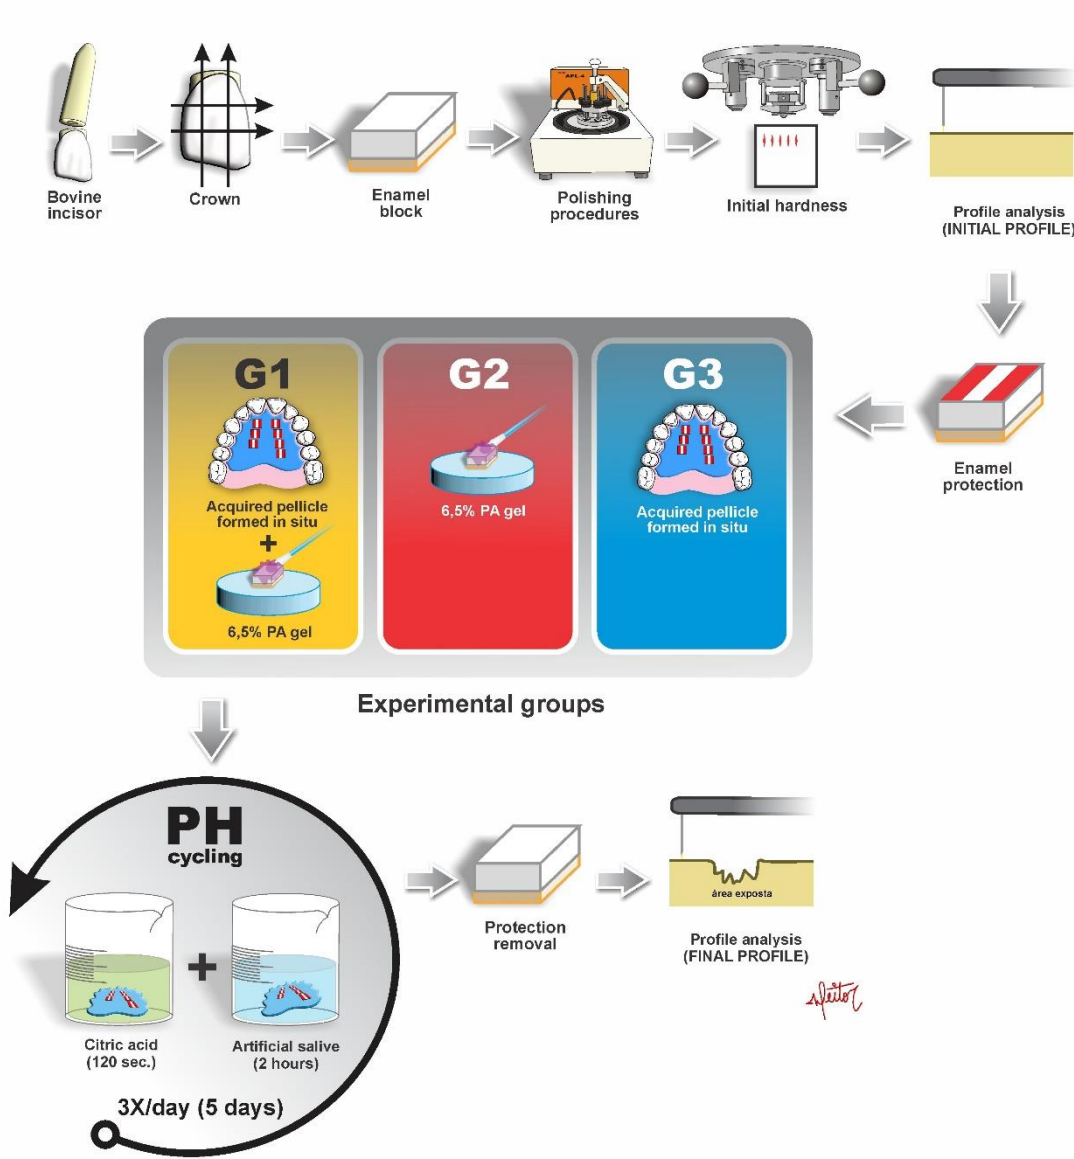 APL-4
Bovine
incisor
Crown
Enamel
block
Polishing
procedures
Initial hardness
Profile analysis
(INITIAL PROFILE)
G1
Acquired pellicle
formed in situ
+
6,5% PA gel
G2
6,5% PA gel
G3
Acquired pellicle
formed in situ
Enamel
protection
Experimental groups
PH
cycling
+
Citric acid
(120 sec.)
Artificial salive
(2 hours)
3X/day (5 days)
Protection
removal
área exposta
Profile analysis
(FINAL PROFILE)